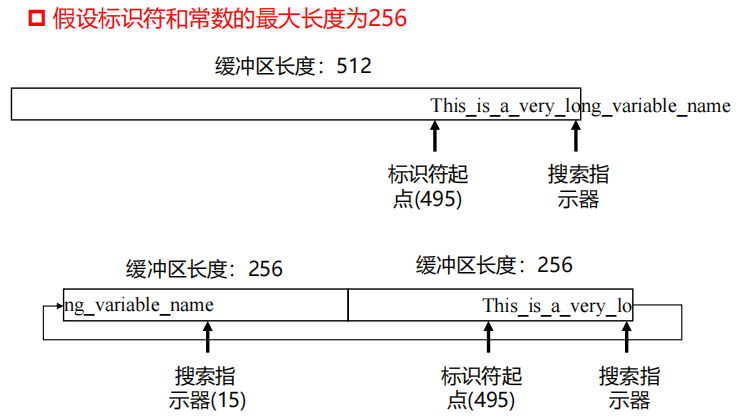 假设标识符和常数的最大长度为256
缓冲区长度：512
This_is_a_very_long_variable_name
标识符起
点(495)
搜索指
示器
缓冲区长度：256
缓冲区长度：256
ng_variable_name
This_is_a_very_lo
搜索指
示器(15)
标识符起
点(495)
搜索指
示器